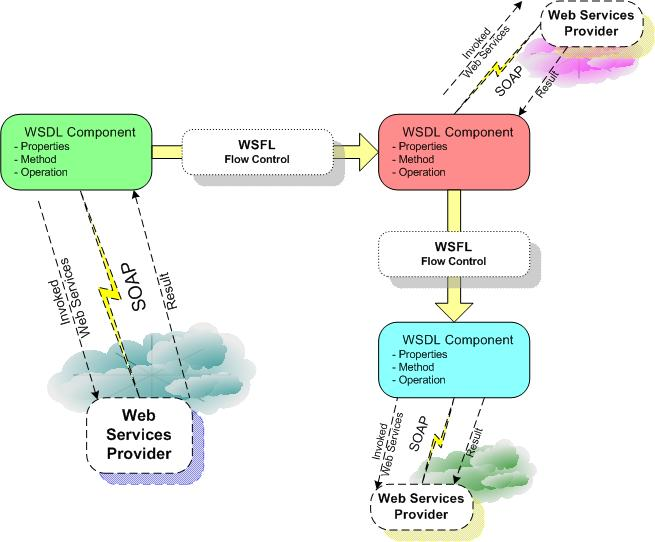 Web Services
Provider
Invoked
Web Services
SOAP
Result
WSDL Component
- Properties
- Method
- Operation
WSFL
Flow Control
WSDL Component
- Properties
- Method
- Operation
Invoked
Web Services
SOAP
Result
WSFL
Flow Control
WSDL Component
- Properties
- Method
- Operation
Web
Services
Provider
Invoked
Web Services
SOAP
Result
Web Services
Provider